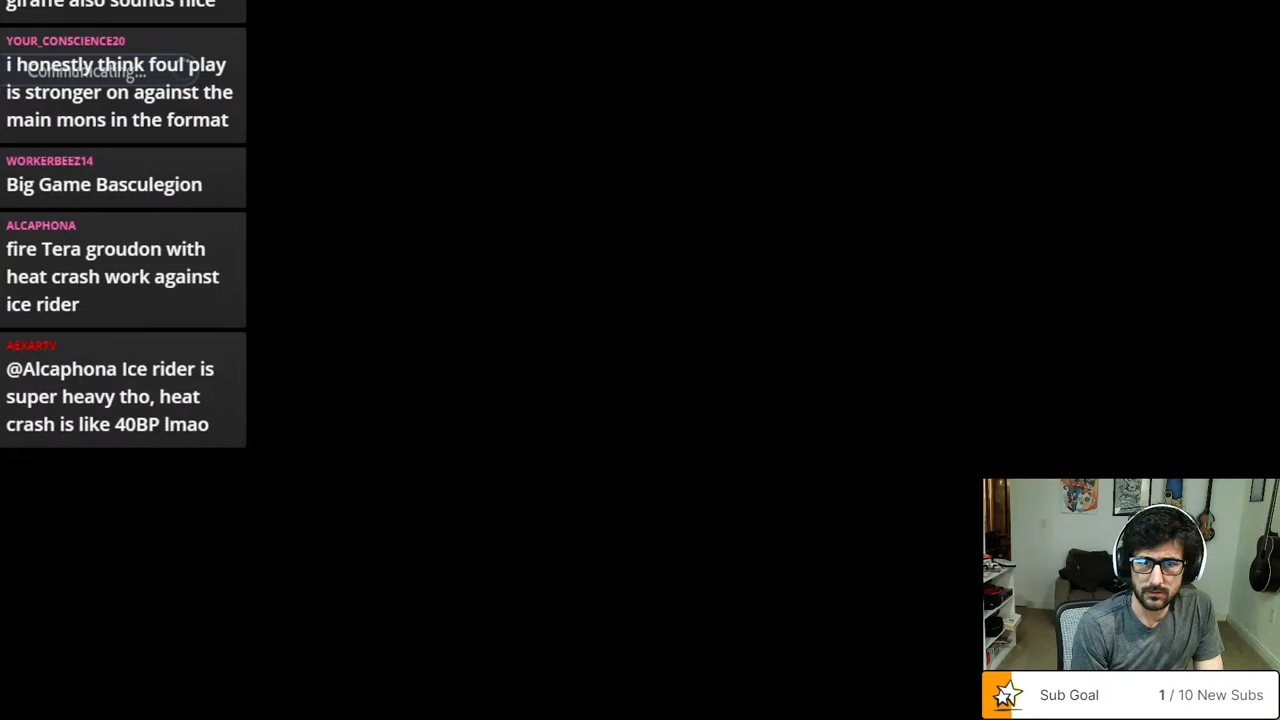 giraffe also sounds nice
YOUR_CONSCIENCE20
Communicating...
i honestly think foul play
is stronger on against the
main mons in the format
WORKERBEEZ14
Big Game Basculegion
ALCAPHONA
fire Tera groudon with
heat crash work against
ice rider
AEXARTV
@Alcaphona Ice rider is
super heavy tho, heat
crash is like 40BP lmao
Sub Goal 1 / 10 New Subs